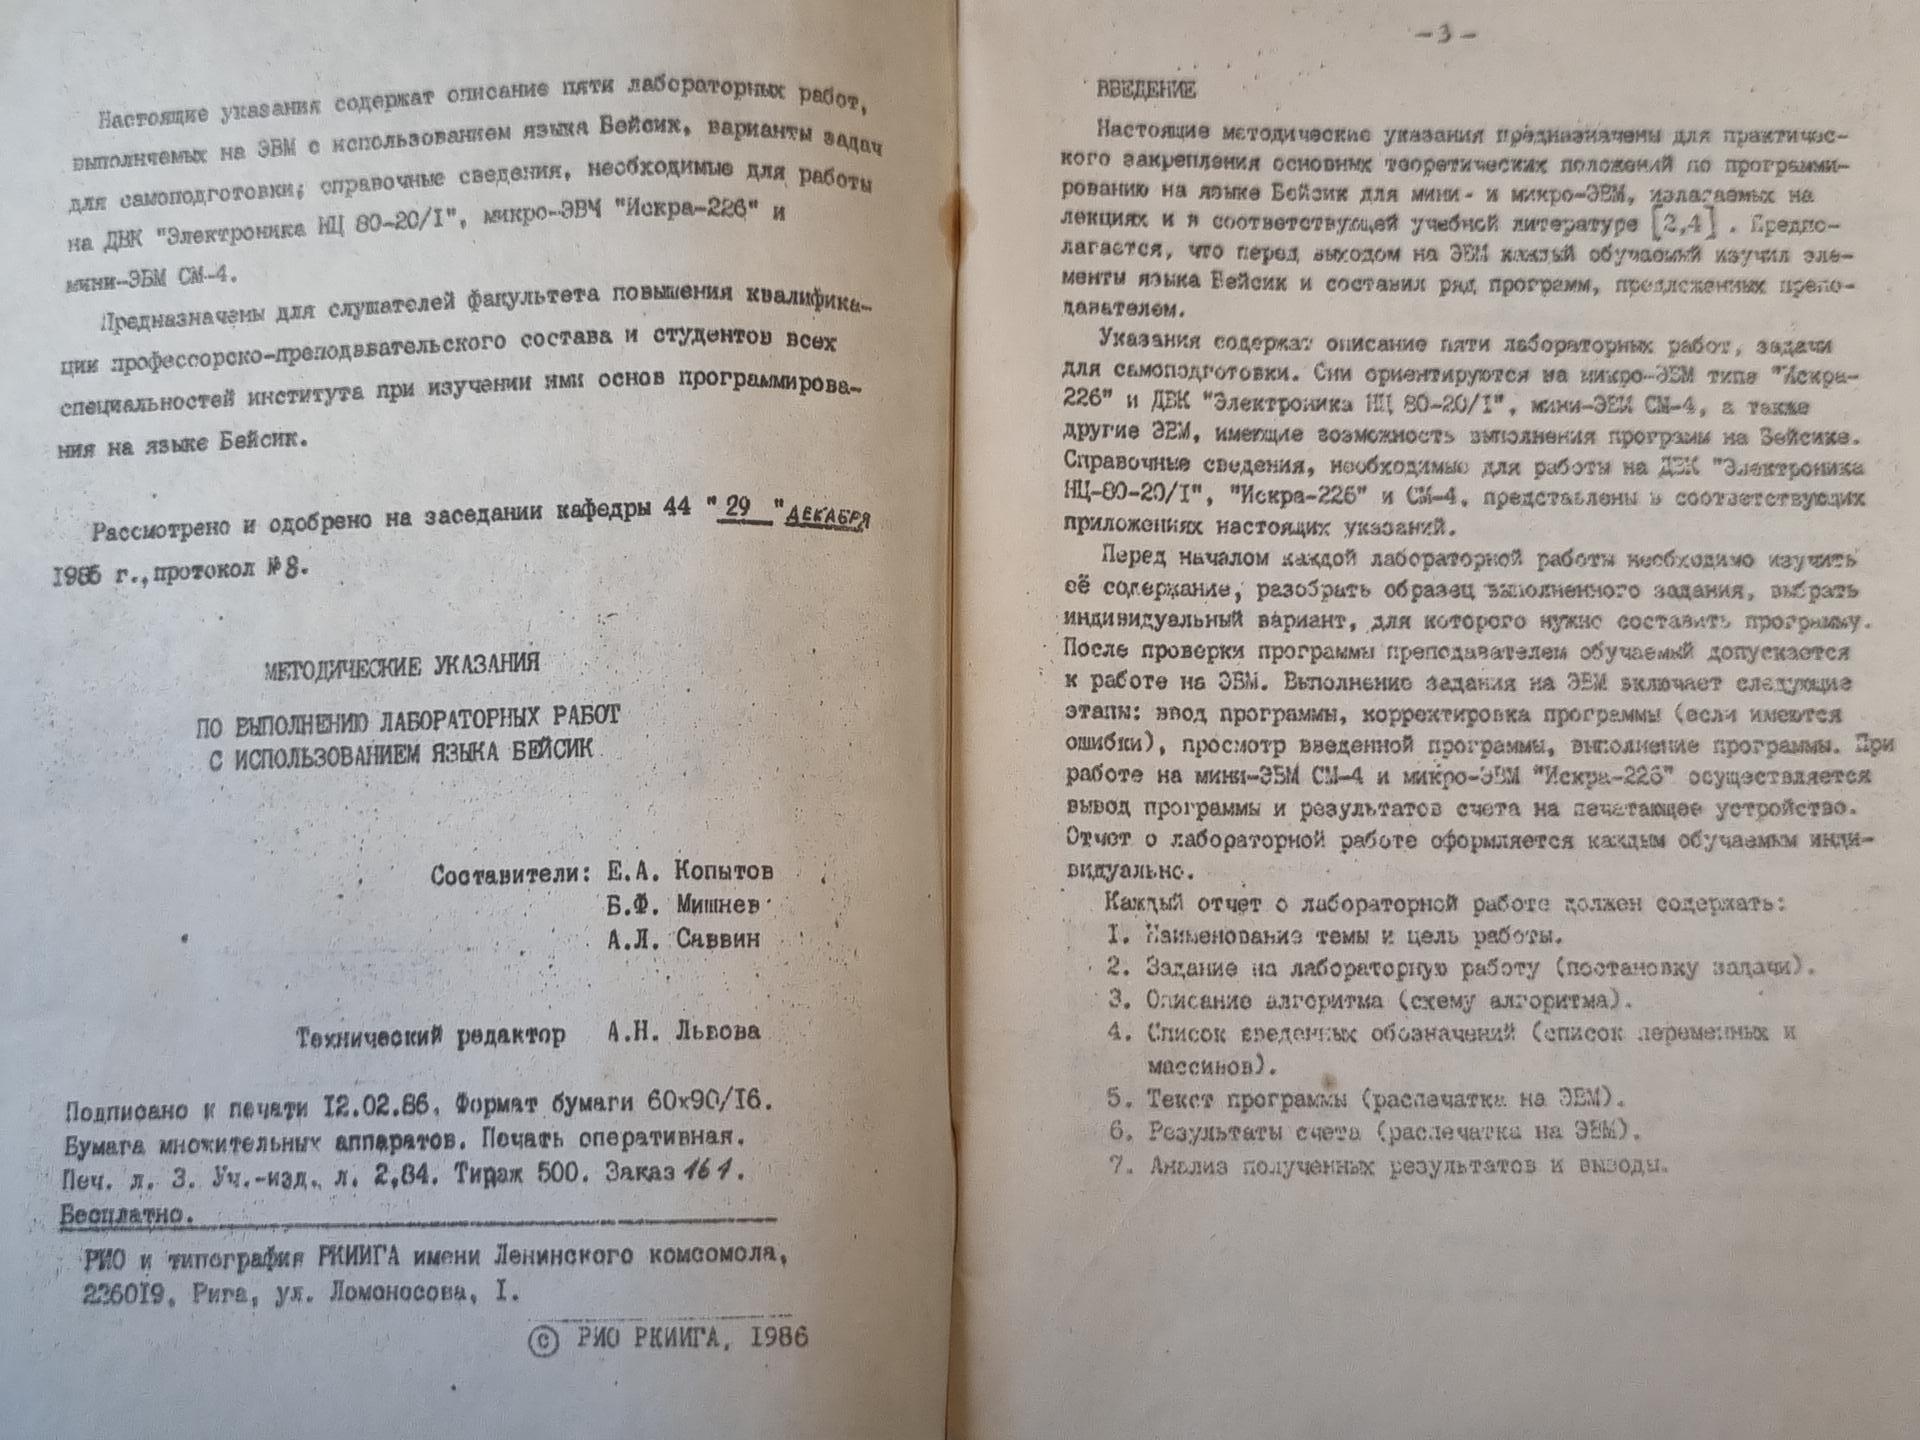 Настоящие указания содержат описание пяти лабораторных работ,
выполняемых на ЭВМ с использованием языка Бейсик, варианты задач
для самоподготовки, справочные сведения, необходимые для работы
на ДВК "Электроника НЦ 80-20/I", микро-ЭВМ "Искра-226" и
мини-ЭВМ СМ-4.
Предназначены для слушателей факультета повышения квалифика-
ции профессорско-преподавательского состава и студентов всех
специальностей института при изучении ими основ программирова-
ния на языке Бейсик.
Рассмотрено и одобрено на заседании кафедры 44 "29" ДЕКАБРЯ
1985 г., протокол № 8.
МЕТОДИЧЕСКИЕ УКАЗАНИЯ
ПО ВЫПОЛНЕНИЮ ЛАБОРАТОРНЫХ РАБОТ
С ИСПОЛЬЗОВАНИЕМ ЯЗЫКА БЕЙСИК
Составители: Е.А. Копытов
Б.Ф. Мишнев
А.Л. Саввин
Технический редактор А.Н. Львова
Подписано к печати I2.02.86. Формат бумаги 60x90/I6.
Бумага множительных аппаратов. Печать оперативная.
Печ. л. 3. Уч.-изд. л. 2,84. Тираж 500. Заказ 161.
Бесплатно.
РИО и типография РКИИГА имени Ленинского комсомола,
226019, Рига, ул. Ломоносова, I.
© РИО РКИИГА, 1986
- 3 -
ВВЕДЕНИЕ
Настоящие методические указания предназначены для практичес-
кого закрепления основных теоретических положений по программи-
рованию на языке Бейсик для мини- и микро-ЭВМ, излагаемых на
лекциях и в соответствующей учебной литературе [2,4]. Предпо-
лагается, что перед выходом на ЭВМ каждый обучаемый изучил эле-
менты языка Бейсик и составил ряд программ, предложенных препо-
давателем.
Указания содержат описание пяти лабораторных работ, задачи
для самоподготовки. Они ориентируются на микро-ЭВМ типа "Искра-
226" и ДВК "Электроника НЦ 80-20/I", мини-ЭВМ СМ-4, а также
другие ЭВМ, имеющие возможность выполнения программ на Бейсике.
Справочные сведения, необходимые для работы на ДВК "Электроника
НЦ-80-20/I", "Искра-226" и СМ-4, представлены в соответствующих
приложениях настоящих указаний.
Перед началом каждой лабораторной работы необходимо изучить
её содержание, разобрать образец выполненного задания, выбрать
индивидуальный вариант, для которого нужно составить программу.
После проверки программы преподавателем обучаемый допускается
к работе на ЭВМ. Выполнение задания на ЭВМ включает следующие
этапы: ввод программы, корректировка программы (если имеются
ошибки), просмотр введенной программы, выполнение программы. При
работе на мини-ЭВМ СМ-4 и микро-ЭВМ "Искра-226" осуществляется
вывод программы и результатов счета на печатающее устройство.
Отчет о лабораторной работе оформляется каждым обучаемым инди-
видуально.
Каждый отчет о лабораторной работе должен содержать:
I. Наименование темы и цель работы.
2. Задание на лабораторную работу (постановку задачи).
3. Описание алгоритма (схему алгоритма).
4. Список введенных обозначений (список переменных и
массивов).
5. Текст программы (распечатка на ЭВМ).
6. Результаты счета (распечатка на ЭВМ).
7. Анализ полученных результатов и выводы.